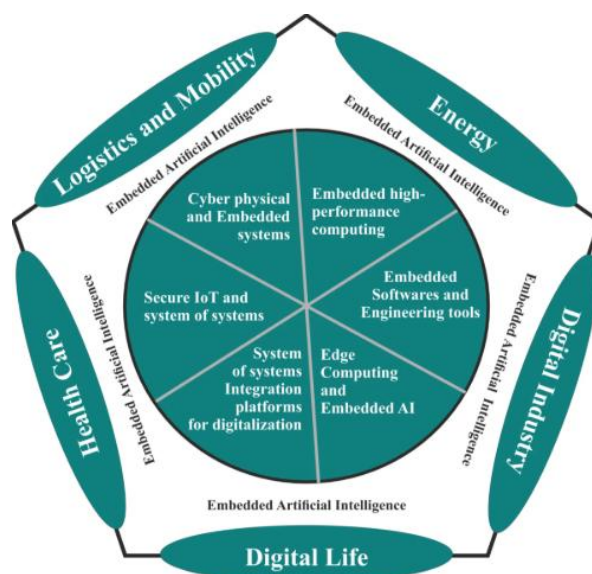 Logistics and Mobility
Energy
Embedded Artificial Intelligence
Embedded Artificial Intelligence
Cyber physical
and Embedded
systems
Embedded high-
performance
computing
Secure IoT and
system of systems
Embedded
Softwares and
Engineering tools
System
of systems
Integration
platforms
for digitalization
Edge
Computing
and
Embedded AI
Health Care
Embedded Artificial Intelligence
Embedded Artificial Intelligence
Digital Industry
Embedded Artificial Intelligence
Digital Life